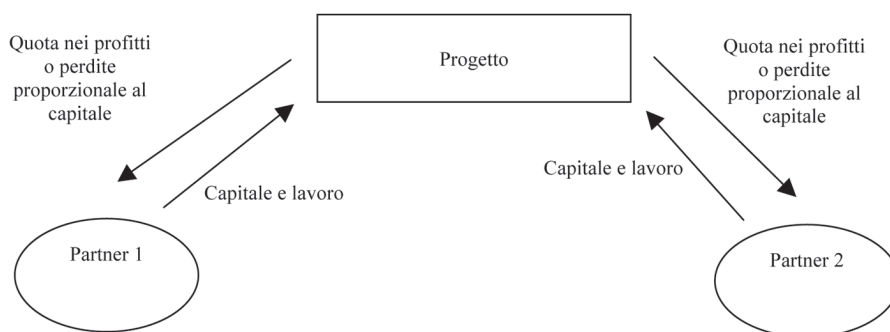 Quota nei profitti
o perdite
proporzionale al
capitale
Progetto
Quota nei profitti
o perdite
proporzionale al
capitale
Capitale e lavoro
Capitale e lavoro
Partner 1
Partner 2